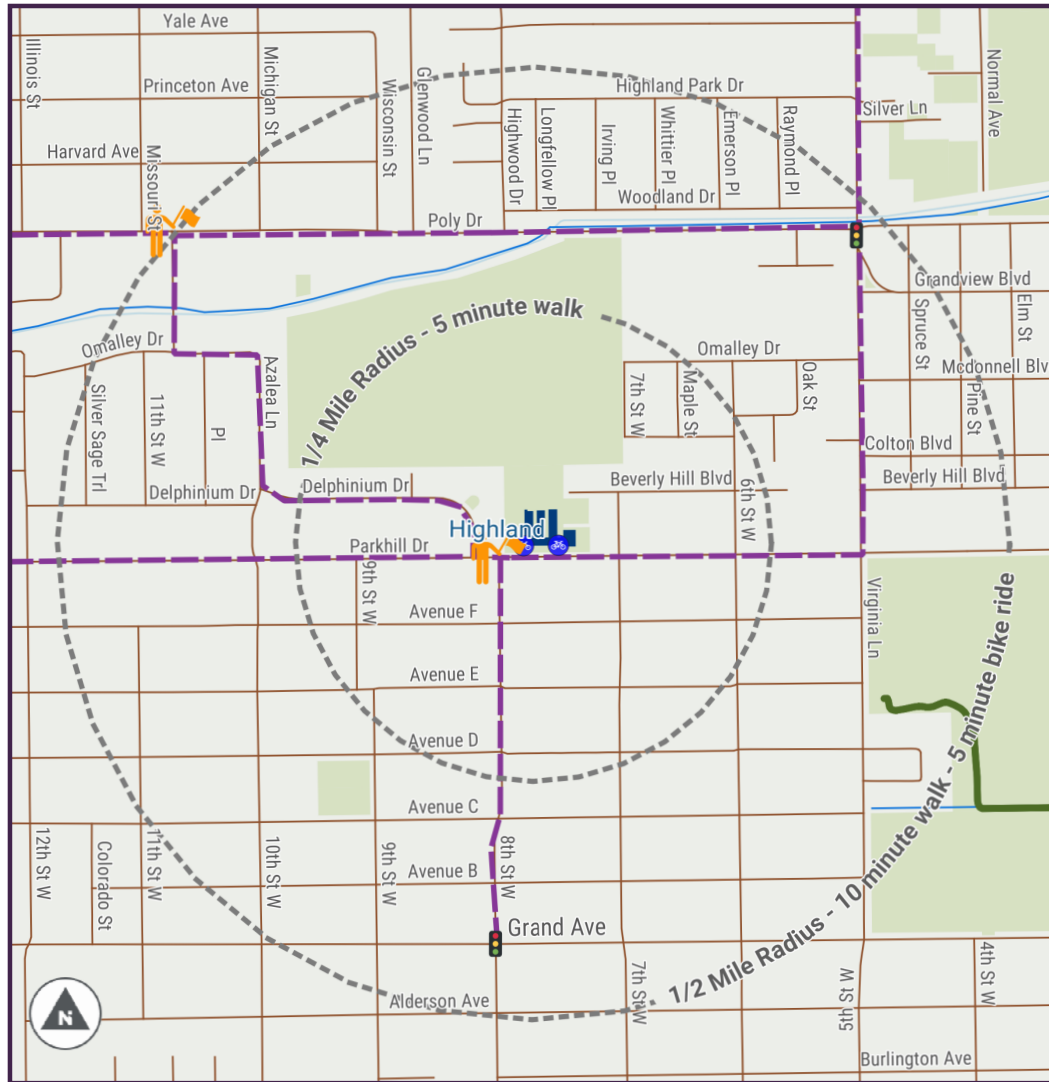 Yale Ave
Illinois St
Michigan St
Princeton Ave
Wisconsin St
Glenwood Ln
Highland Park Dr
Normal Ave
Silver Ln
Highwood Dr
Longfellow Pl
Irving Pl
Whittier Pl
Emerson Pl
Raymond Pl
Harvard Ave
Missouri St
Woodland Dr
Poly Dr
Grandview Blvd
Spruce St
Elm St
1/4 Mile Radius - 5 minute walk
Omalley Dr
Omalley Dr
Azalea Ln
Oak St
Mcdonnell Blv
7th St W
Maple St
Pine St
Silver Sage Trl
11th St W
Pl
Colton Blvd
Beverly Hill Blvd
Beverly Hill Blvd
Delphinium Dr
Delphinium Dr
6th St W
Highland
Parkhill Dr
9th St W
Avenue F
Virginia Ln
Avenue E
Avenue D
1/2 Mile Radius - 10 minute walk - 5 minute bike ride
Avenue C
12th St W
Colorado St
11th St W
10th St W
9th St W
8th St W
Avenue B
Grand Ave
7th St W
5th St W
4th St W
Alderson Ave
N
Burlington Ave